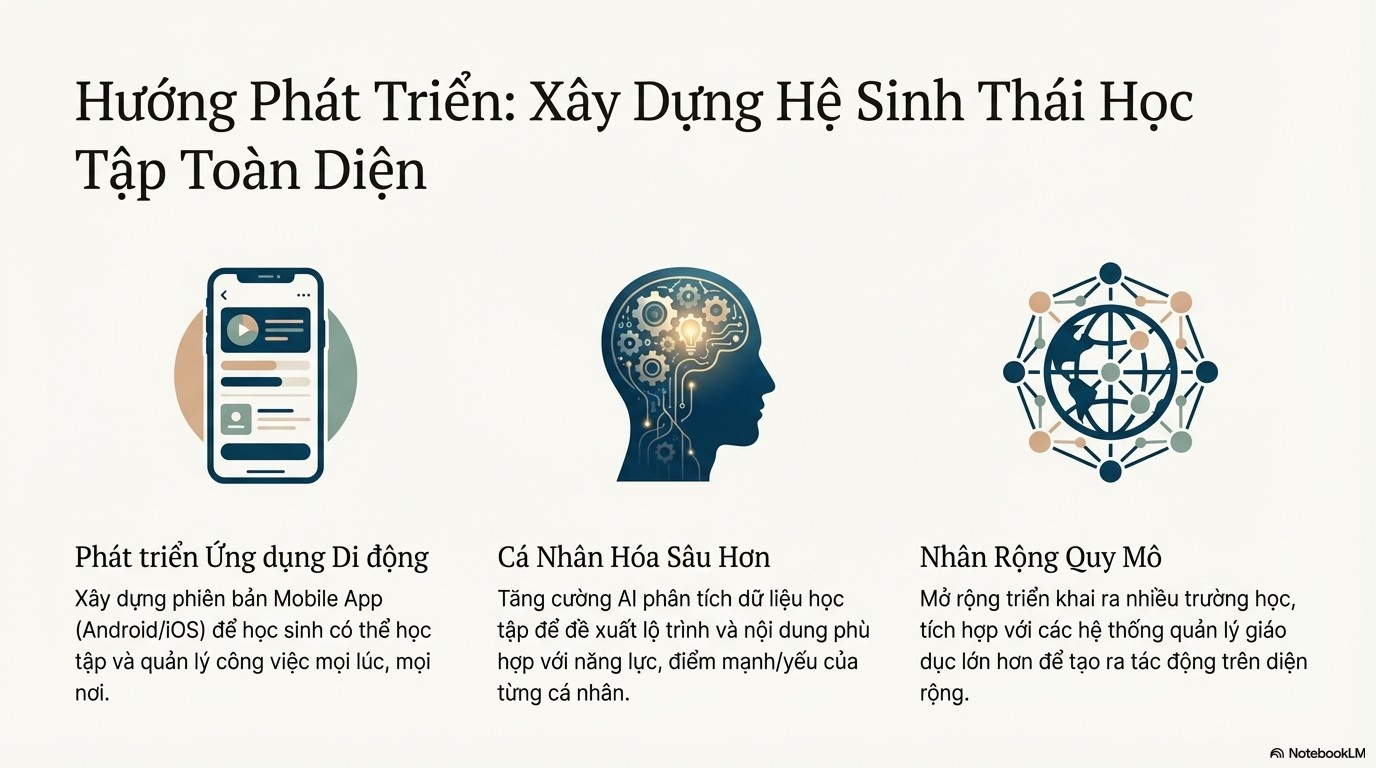 Hướng Phát Triển: Xây Dựng Hệ Sinh Thái Học
Tập Toàn Diện
Phát triển Ứng dụng Di động
Xây dựng phiên bản Mobile App
(Android/iOS) để học sinh có thể học
tập và quản lý công việc mọi lúc, mọi
nơi.
Cá Nhân Hóa Sâu Hơn
Tăng cường AI phân tích dữ liệu học
tập để đề xuất lộ trình và nội dung phù
hợp với năng lực, điểm mạnh/yếu của
từng cá nhân.
Nhân Rộng Quy Mô
Mở rộng triển khai ra nhiều trường học,
tích hợp với các hệ thống quản lý giáo
dục lớn hơn để tạo ra tác động trên diện
rộng.
NotebookLM